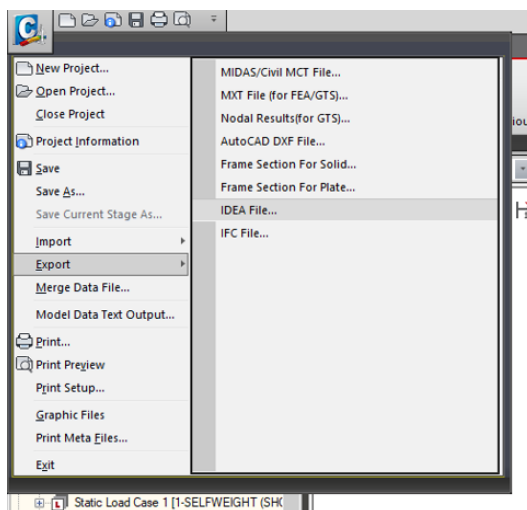 New Project...
Open Project...
Close Project
Project Information
Save
Save As...
Save Current Stage As...
Import
Export
Merge Data File...
Model Data Text Output...
Print...
Print Preview
Print Setup...
Graphic Files
Print Meta Files...
Exit
MIDAS/Civil MCT File...
MXT File (for FEA/GTS)...
Nodal Results(for GTS)...
AutoCAD DXF File...
Frame Section For Solid...
Frame Section For Plate...
IDEA File...
IFC File...
Static Load Case 1 [1-SELFWEIGHT